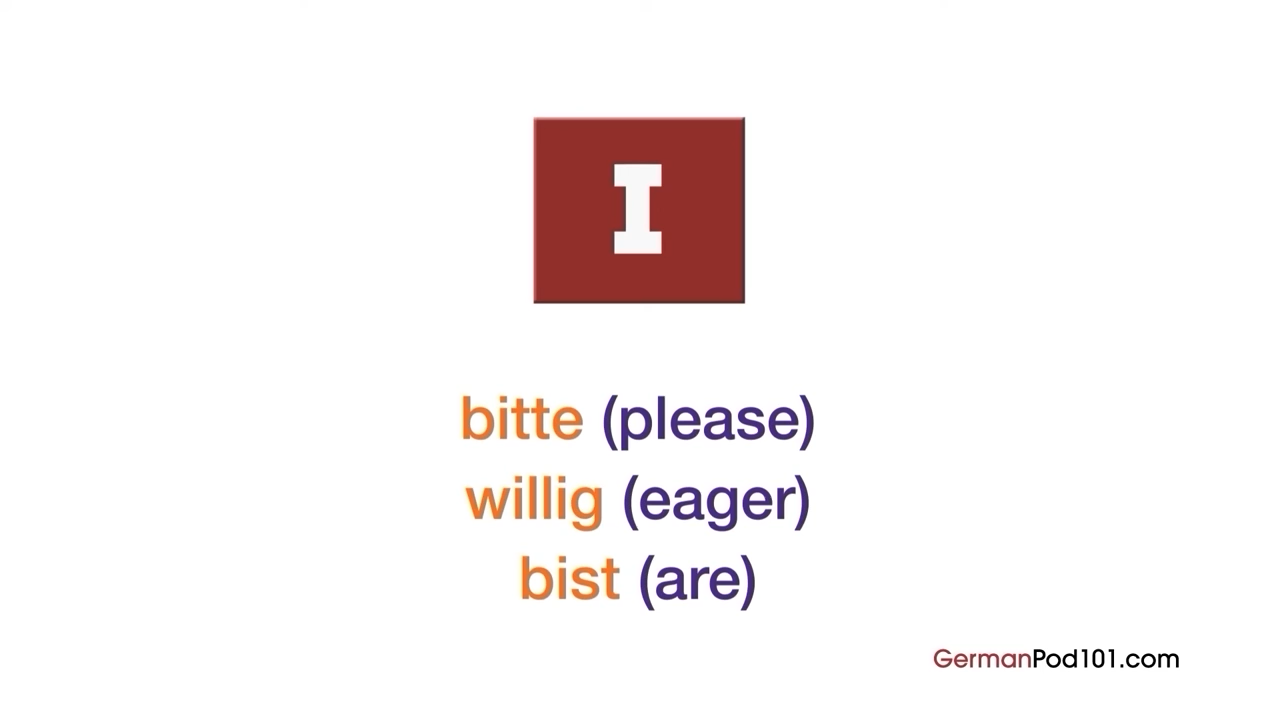 I
bitte (please)
willig (eager)
bist (are)
GermanPod101.com